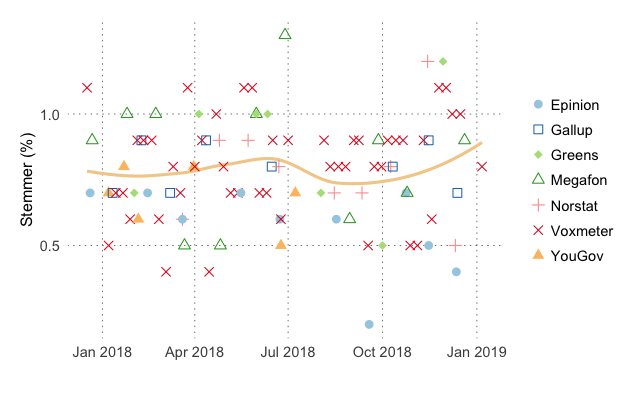 1.0
0.5
Stemmer (%)
Jan 2018
Apr 2018
Jul 2018
Oct 2018
Jan 2019
Epinion
Gallup
Greens
Megafon
Norstat
Voxmeter
YouGov